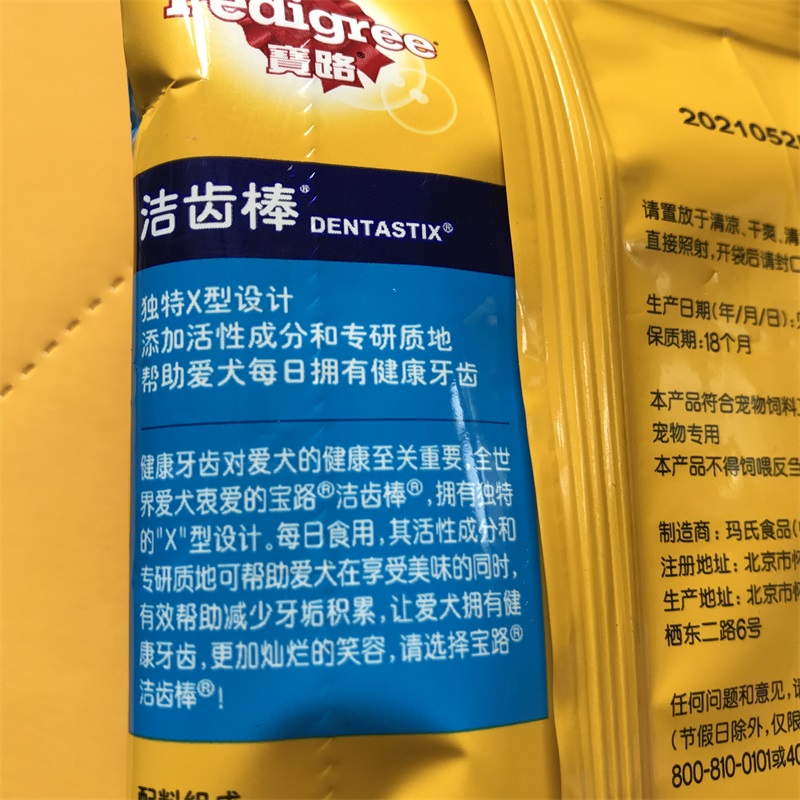 Pedigree
寶路
洁齿棒® DENTASTIX®
独特X型设计
添加活性成分和专研质地
帮助爱犬每日拥有健康牙齿
健康牙齿对爱犬的健康至关重要,全世
界爱犬衷爱的宝路®洁齿棒®,拥有独特
的"X"型设计。每日食用,其活性成分和
专研质地可帮助爱犬在享受美味的同时,
有效帮助减少牙垢积累,让爱犬拥有健
康牙齿,更加灿烂的笑容,请选择宝路®
洁齿棒®!
配料组成
2021052
请置放于清凉、干爽、清
直接照射,开袋后请封口
生产日期(年/月/日):
保质期:18个月
本产品符合宠物饲料
宠物专用
本产品不得饲喂反刍
制造商:玛氏食品(
注册地址:北京市怀
生产地址:北京市怀
栖东二路6号
任何问题和意见,请
(节假日除外,仅限
800-810-0101或40